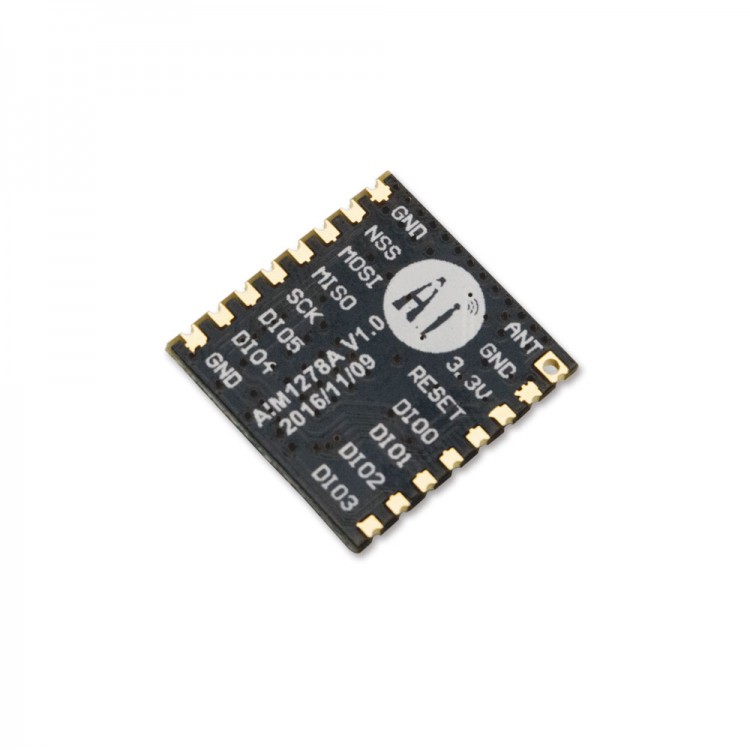 GND
NSS
MOSI
MISO
SCK
DIO5
DIO4
GND
Ai
AiM1278A V1.0
2016/11/09
ANT
GND
3.3V
RESET
DIO0
DIO1
DIO2
DIO3